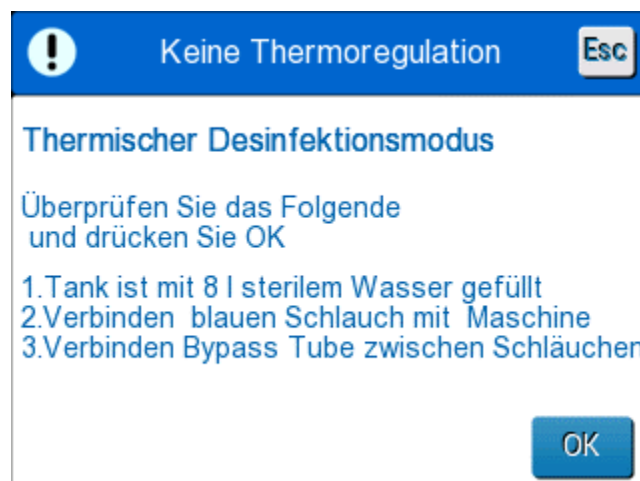 Keine Thermoregulation
Esc
Thermischer Desinfektionsmodus
Überprüfen Sie das Folgende
und drücken Sie OK
1.Tank ist mit 8 l sterilem Wasser gefüllt
2.Verbinden blauen Schlauch mit Maschine
3.Verbinden Bypass Tube zwischen Schläuchen
OK